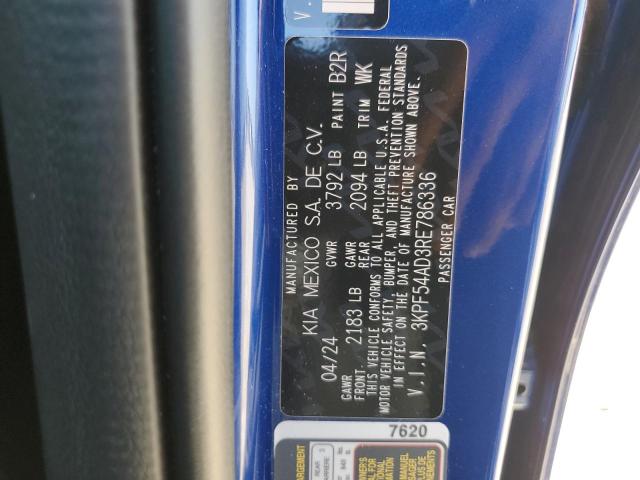 V.
MANUFACTURED BY
KIA MEXICO S.A. DE C.V.
04/24 GVWR 3792 LB PAINT B2R
GAWR FRONT. 2183 LB GAWR REAR 2094 LB TRIM WK
THIS VEHICLE CONFORMS TO ALL APPLICABLE U.S.A. FEDERAL
MOTOR VEHICLE SAFETY, BUMPER, AND THEFT PREVENTION STANDARDS
IN EFFECT ON THE DATE OF MANUFACTURE SHOWN ABOVE.
V.I.N. 3KPF54AD3RE786336
PASSENGER CAR
7620
REAR 3